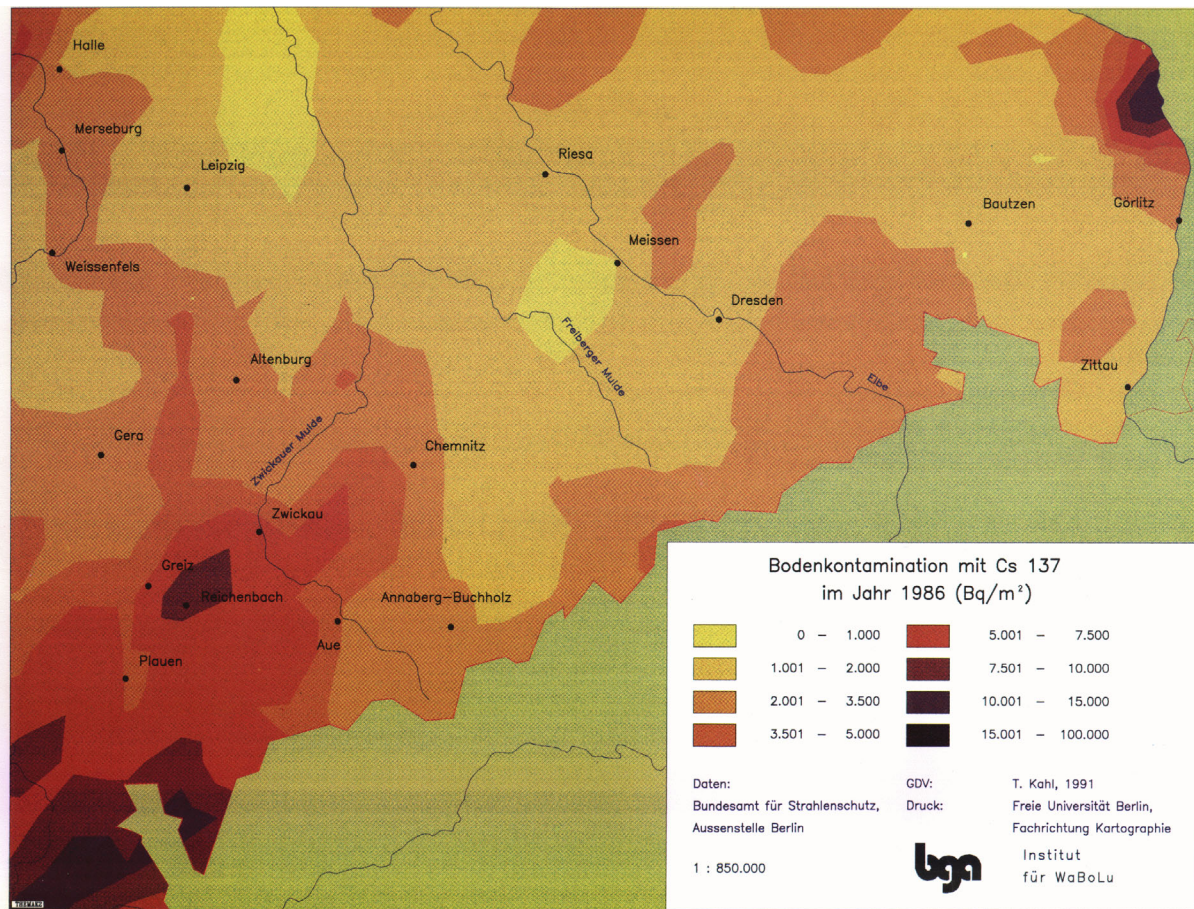 Halle
Merseburg
Leipzig
Riesa
Bautzen
Görlitz
Weissenfels
Meissen
Dresden
Freiberger Mulde
Altenburg
Elbe
Zittau
Zwickauer Mulde
Gera
Chemnitz
Zwickau
Greiz
Reichenbach
Annaberg-Buchholz
Aue
Plauen
Bodenkontamination mit Cs 137
im Jahr 1986 (Bq/m²)
0 – 1.000
5.001 – 7.500
1.001 – 2.000
7.501 – 10.000
2.001 – 3.500
10.001 – 15.000
3.501 – 5.000
15.001 – 100.000
Daten:
Bundesamt für Strahlenschutz,
Aussenstelle Berlin
GDV: T. Kahl, 1991
Druck: Freie Universität Berlin,
Fachrichtung Kartographie
1 : 850.000
bga
Institut
für WaBoLu
THEMAK2